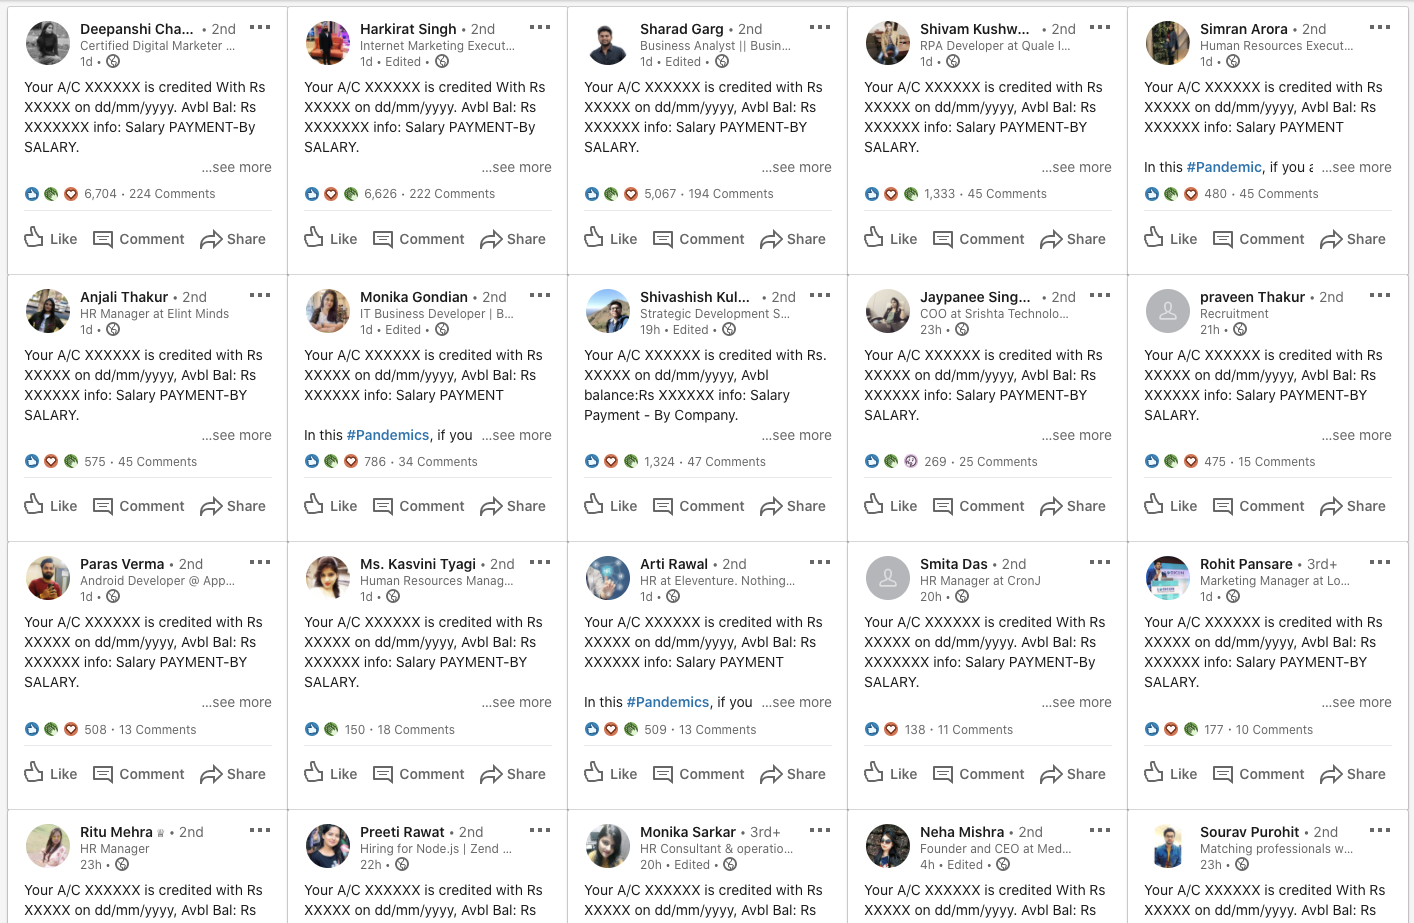 Deepanshi Cha... • 2nd
Certified Digital Marketer ...
1d •
Your A/C XXXXXX is credited With Rs
XXXXX on dd/mm/yyyy. Avbl Bal: Rs
XXXXXXX info: Salary PAYMENT-By
SALARY.
...see more
6,704 · 224 Comments
Like Comment Share
Harkirat Singh • 2nd
Internet Marketing Execut...
1d • Edited •
Your A/C XXXXXX is credited With Rs
XXXXX on dd/mm/yyyy. Avbl Bal: Rs
XXXXXXX info: Salary PAYMENT-By
SALARY.
...see more
6,626 · 222 Comments
Like Comment Share
Sharad Garg • 2nd
Business Analyst || Busin...
1d • Edited •
Your A/C XXXXXX is credited with Rs
XXXXX on dd/mm/yyyy, Avbl Bal: Rs
XXXXXX info: Salary PAYMENT-BY
SALARY.
...see more
5,067 · 194 Comments
Like Comment Share
Shivam Kushw... • 2nd
RPA Developer at Quale I...
1d •
Your A/C XXXXXX is credited with Rs
XXXXX on dd/mm/yyyy, Avbl Bal: Rs
XXXXXX info: Salary PAYMENT-BY
SALARY.
...see more
1,333 · 45 Comments
Like Comment Share
Simran Arora • 2nd
Human Resources Execut...
1d •
Your A/C XXXXXX is credited with Rs
XXXXX on dd/mm/yyyy, Avbl Bal: Rs
XXXXXX info: Salary PAYMENT
In this #Pandemic, if you a ...see more
480 · 45 Comments
Like Comment Share
Anjali Thakur • 2nd
HR Manager at Elint Minds
1d •
Your A/C XXXXXX is credited with Rs
XXXXX on dd/mm/yyyy, Avbl Bal: Rs
XXXXXX info: Salary PAYMENT-BY
SALARY.
...see more
575 · 45 Comments
Like Comment Share
Monika Gondian • 2nd
IT Business Developer | B...
1d • Edited •
Your A/C XXXXXX is credited with Rs
XXXXX on dd/mm/yyyy, Avbl Bal: Rs
XXXXXX info: Salary PAYMENT
In this #Pandemics, if you ...see more
786 · 34 Comments
Like Comment Share
Shivashish Kul... • 2nd
Strategic Development S...
19h • Edited •
Your A/C XXXXXX is credited with Rs.
XXXXX on dd/mm/yyyy, Avbl
balance:Rs XXXXXX info: Salary
Payment - By Company.
...see more
1,324 · 47 Comments
Like Comment Share
Jaypanee Sing... • 2nd
COO at Srishta Technolo...
23h •
Your A/C XXXXXX is credited with Rs
XXXXX on dd/mm/yyyy, Avbl Bal: Rs
XXXXXX info: Salary PAYMENT-BY
SALARY.
...see more
269 · 25 Comments
Like Comment Share
praveen Thakur • 2nd
Recruitment
21h •
Your A/C XXXXXX is credited with Rs
XXXXX on dd/mm/yyyy, Avbl Bal: Rs
XXXXXX info: Salary PAYMENT-BY
SALARY.
...see more
475 · 15 Comments
Like Comment Share
Paras Verma • 2nd
Android Developer @ App...
1d •
Your A/C XXXXXX is credited with Rs
XXXXX on dd/mm/yyyy, Avbl Bal: Rs
XXXXXX info: Salary PAYMENT-BY
SALARY.
...see more
508 · 13 Comments
Like Comment Share
Ms. Kasvini Tyagi • 2nd
Human Resources Manag...
1d •
Your A/C XXXXXX is credited with Rs
XXXXX on dd/mm/yyyy, Avbl Bal: Rs
XXXXXX info: Salary PAYMENT-BY
SALARY.
...see more
150 · 18 Comments
Like Comment Share
Arti Rawal • 2nd
HR at Eleventure. Nothing...
1d •
Your A/C XXXXXX is credited with Rs
XXXXX on dd/mm/yyyy, Avbl Bal: Rs
XXXXXX info: Salary PAYMENT
In this #Pandemics, if you ...see more
509 · 13 Comments
Like Comment Share
Smita Das • 2nd
HR Manager at CronJ
20h •
Your A/C XXXXXX is credited With Rs
XXXXX on dd/mm/yyyy. Avbl Bal: Rs
XXXXXXX info: Salary PAYMENT-By
SALARY.
...see more
138 · 11 Comments
Like Comment Share
Rohit Pansare • 3rd+
Marketing Manager at Lo...
1d •
Your A/C XXXXXX is credited with Rs
XXXXX on dd/mm/yyyy, Avbl Bal: Rs
XXXXXX info: Salary PAYMENT-BY
SALARY.
...see more
177 · 10 Comments
Like Comment Share
Ritu Mehra ♕ • 2nd
HR Manager
23h •
Your A/C XXXXXX is credited with Rs
XXXXX on dd/mm/yyyy, Avbl Bal: Rs
Preeti Rawat • 2nd
Hiring for Node.js | Zend ...
22h •
Your A/C XXXXXX is credited with Rs
XXXXX on dd/mm/yyyy, Avbl Bal: Rs
Monika Sarkar • 3rd+
HR Consultant & operatio...
20h • Edited •
Your A/C XXXXXX is credited with Rs
XXXXX on dd/mm/yyyy, Avbl Bal: Rs
Neha Mishra • 2nd
Founder and CEO at Med...
4h • Edited •
Your A/C XXXXXX is credited With Rs
XXXXX on dd/mm/yyyy. Avbl Bal: Rs
Sourav Purohit • 2nd
Matching professionals w...
23h •
Your A/C XXXXXX is credited With Rs
XXXXX on dd/mm/yyyy. Avbl Bal: Rs